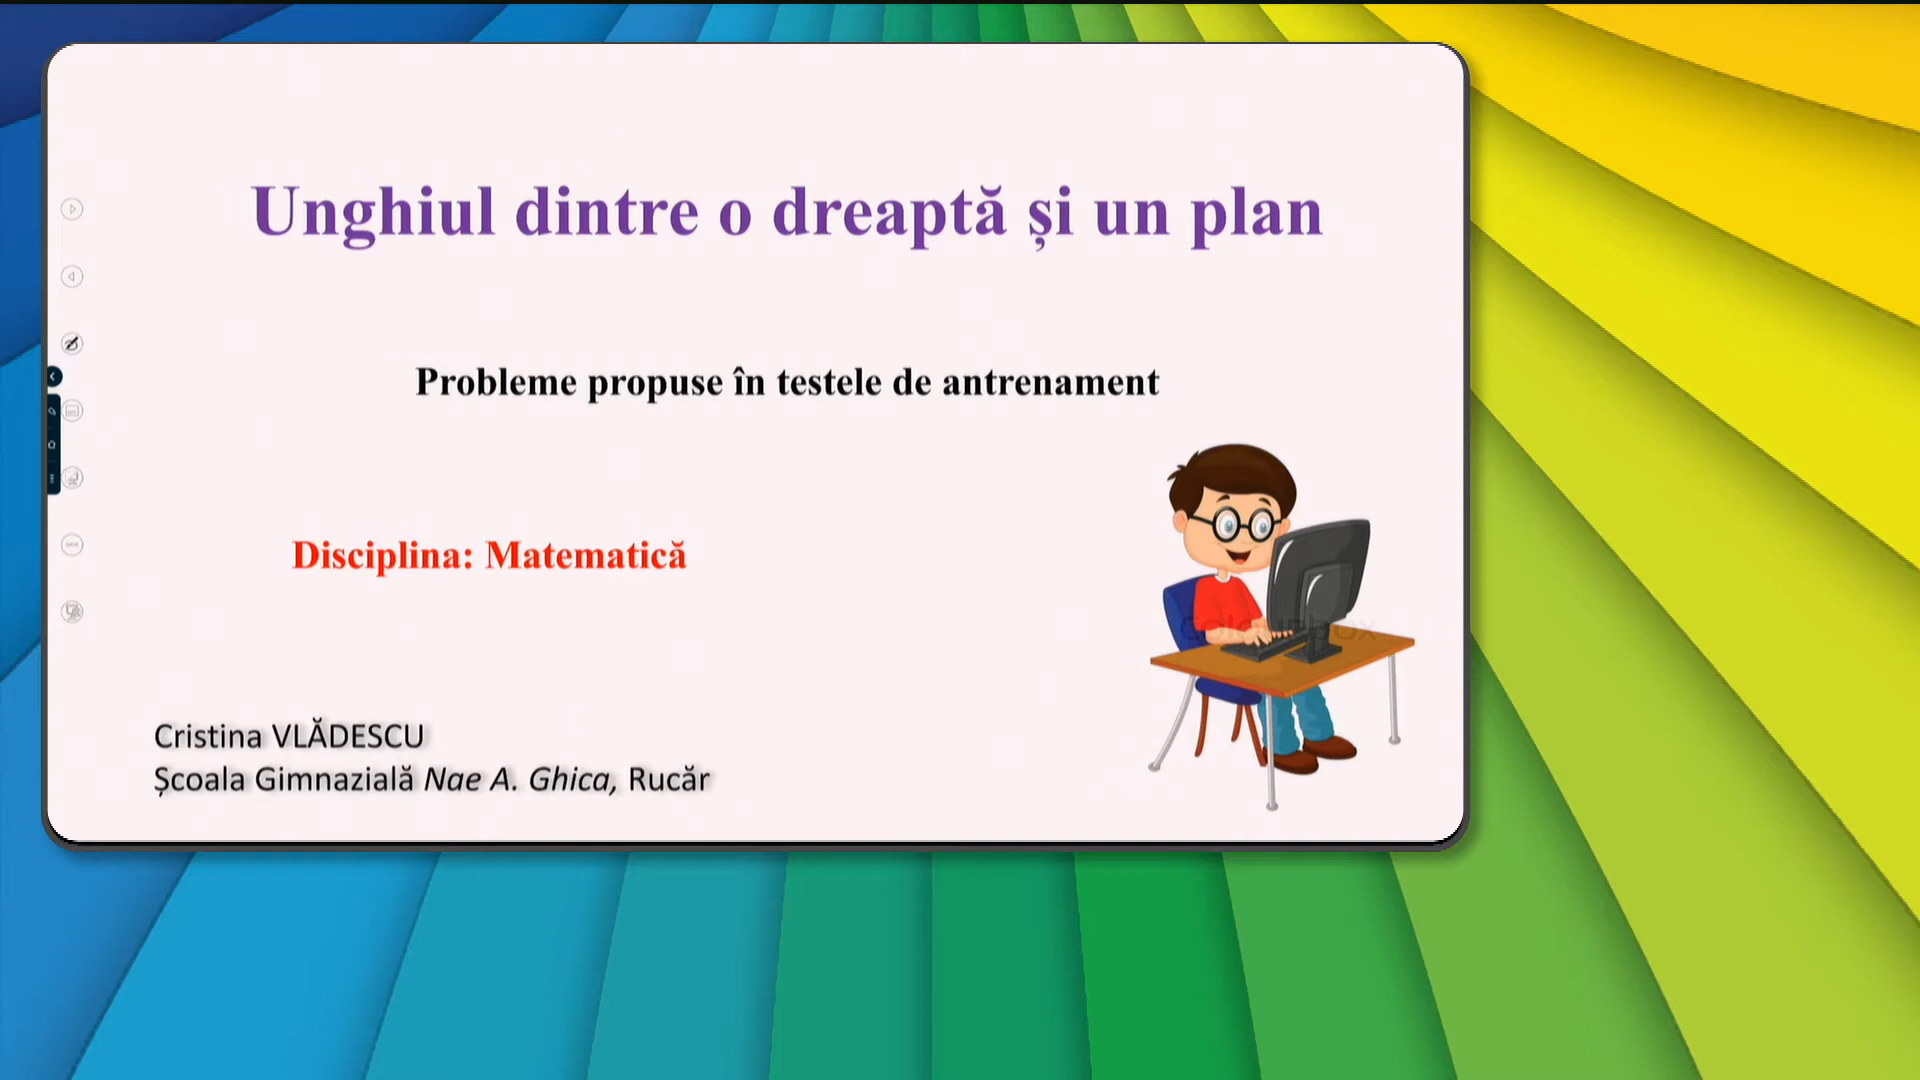 Unghiul dintre o dreaptă și un plan
Probleme propuse în testele de antrenament
Disciplina: Matematică
Cristina VLĂDESCU
Școala Gimnazială Nae A. Ghica, Rucăr